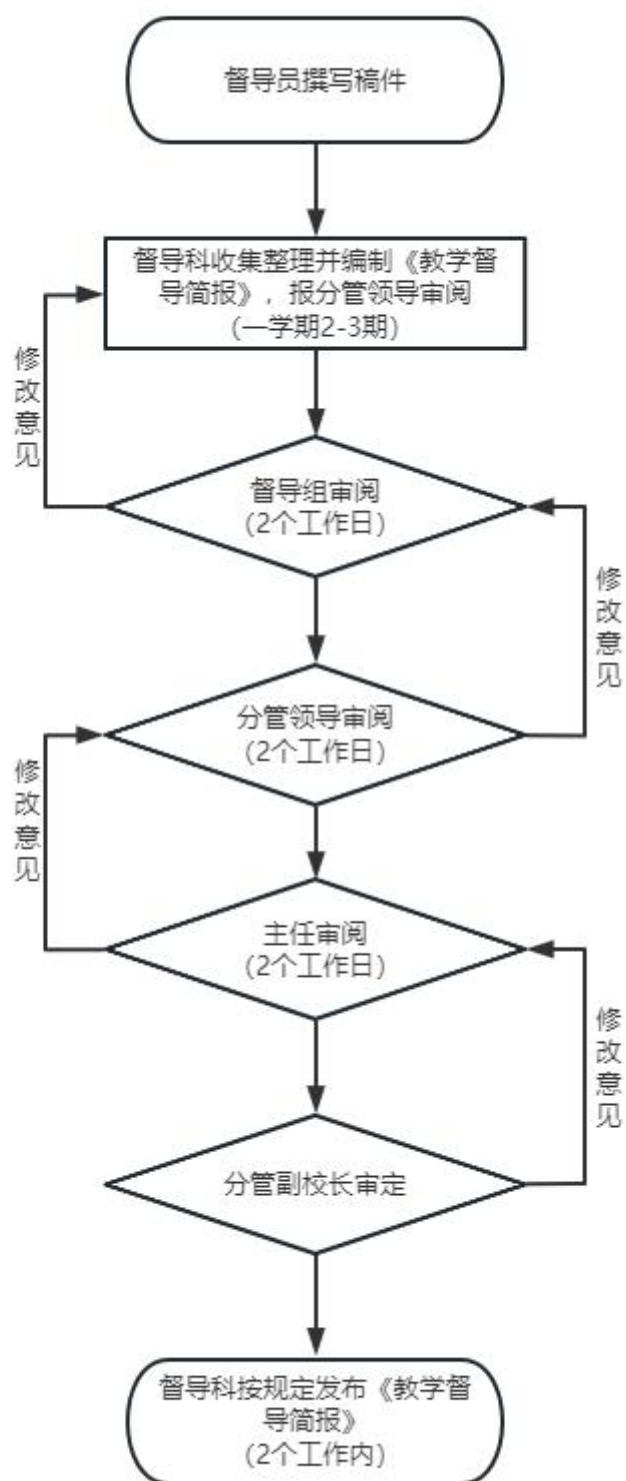 督导员撰写稿件
督导科收集整理并编制《教学督
导简报》，报分管领导审阅
（一学期2-3期）
修改意见
督导组审阅
（2个工作日）
修改意见
分管领导审阅
（2个工作日）
修改意见
主任审阅
（2个工作日）
修改意见
分管副校长审定
督导科按规定发布《教学督
导简报》
（2个工作内）